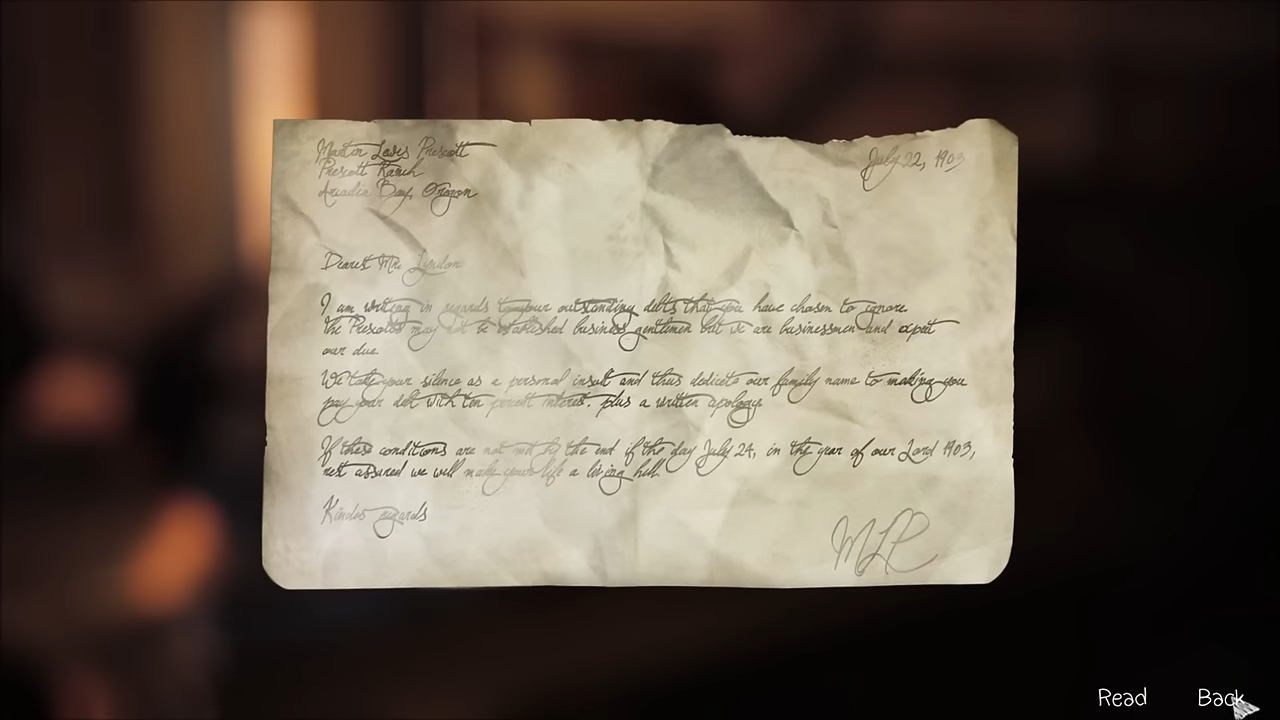 Martin Lewis Prescott
Prescott Ranch
Arcadia Bay, Oregon
July 22, 1903
Dearest Mr. Lyndon
I am writing in regards to your outstanding debts that you have chosen to ignore.
The Prescotts may not be established business gentlemen but we are businessmen and expect
our due.
We take your silence as a personal insult and thus dedicate our family name to making you
pay your debt with ten percent interest. plus a written apology.
If these conditions are not met by the end if the day July 24, in the year of our Lord 1903,
rest assured we will make your life a living hell.
Kindest regards
MLP
Read
Back